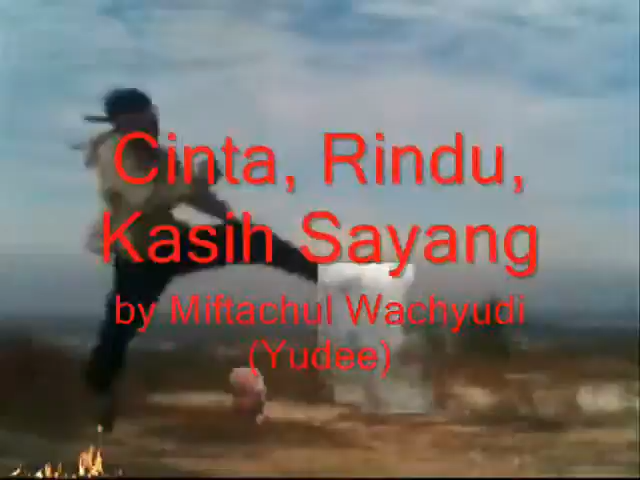 Cinta, Rindu,
Kasih Sayang
by Miftachul Wachyudi
(Yudee)